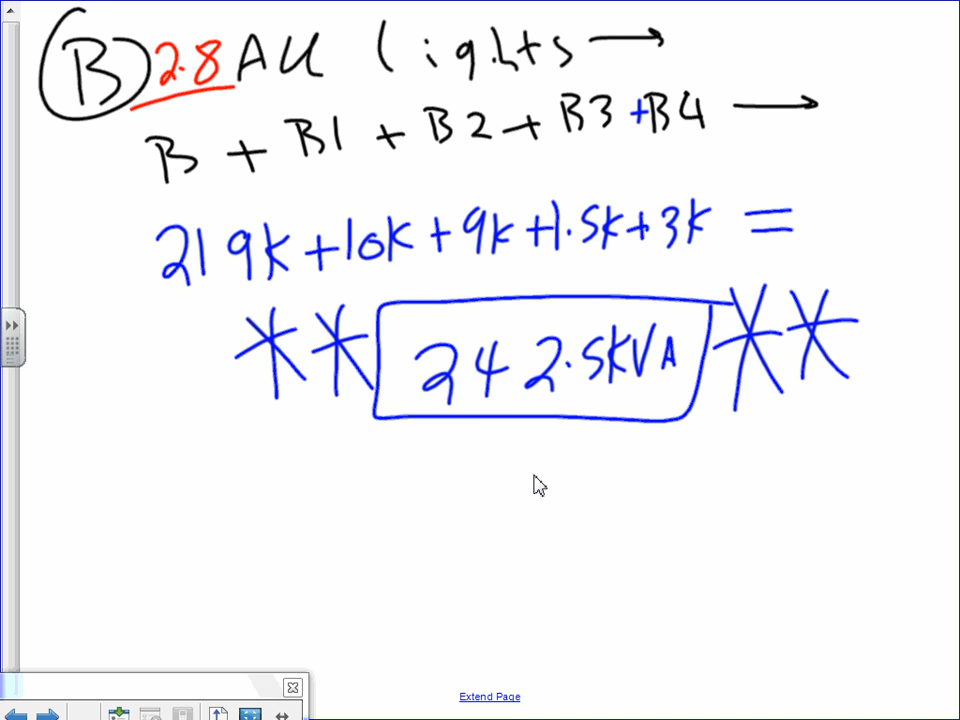 B 2.8 All lights →
B + B1 + B2 + B3 + B4 →
219k + 10k + 9k + 1.5k + 3k =
** 242.5kVA **
Extend Page